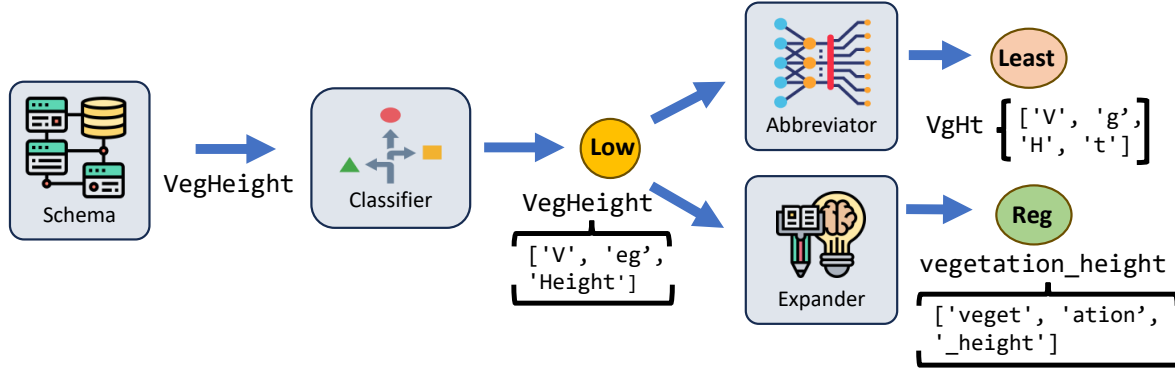 Schema
VegHeight
Classifier
Low
VegHeight
['V', 'eg’,
'Height']
Abbreviator
Least
VgHt
['V', 'g’,
'H', 't']
Expander
Reg
vegetation_height
['veget', 'ation’,
'_height']